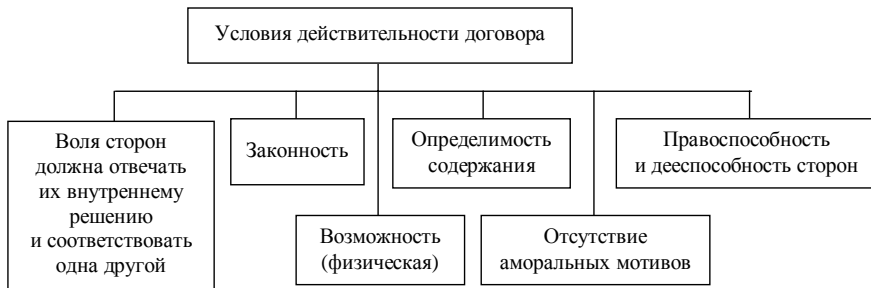 Условия действительности договора
Воля сторон
должна отвечать
их внутреннему
решению
и соответствовать
одна другой
Законность
Определимость
содержания
Правоспособность
и дееспособность сторон
Возможность
(физическая)
Отсутствие
аморальных мотивов